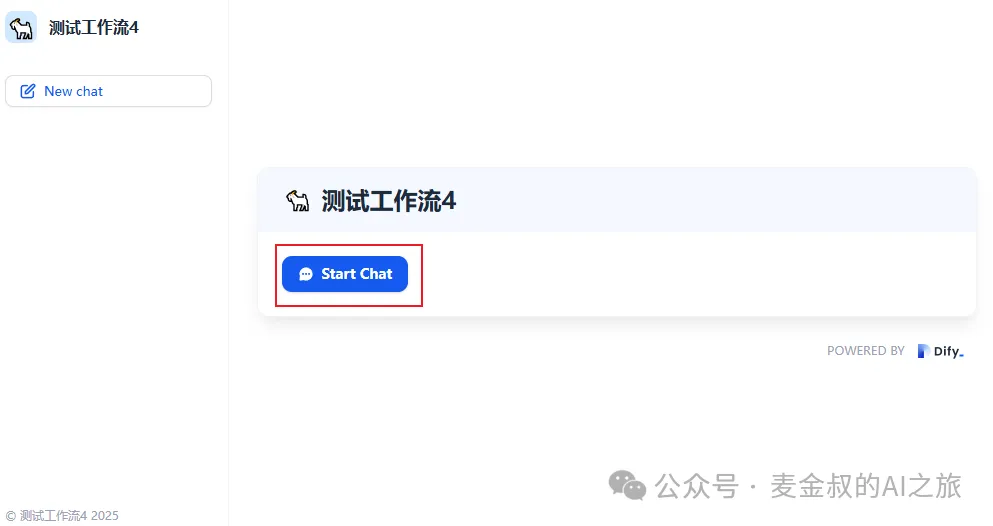 测试工作流4
New chat
测试工作流4
Start Chat
POWERED BY Dify_
公众号 · 麦金叔的AI之旅
© 测试工作流4 2025